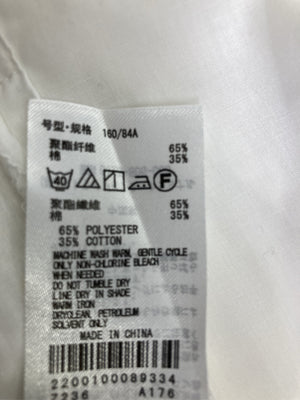 号型·规格 160/84A
聚酯纤维 65%
棉 35%
40 F
聚酯纖維 65%
棉 35%
65% POLYESTER
35% COTTON
MACHINE WASH WARM, GENTLE CYCLE
ONLY NON-CHLORINE BLEACH
WHEN NEEDED
DO NOT TUMBLE DRY
LINE DRY IN SHADE
WARM IRON
DRYCLEAN, PETROLEUM
SOLVENT ONLY
MADE IN CHINA
2200100089334
7236 A176